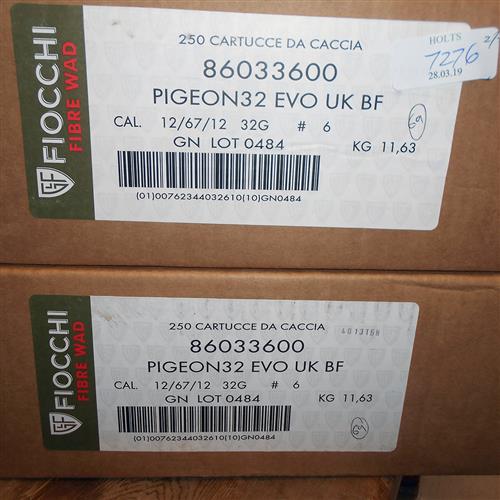 FIOCCHI
FIBRE WAD
250 CARTUCCE DA CACCIA
86033600
PIGEON32 EVO UK BF
CAL. 12/67/12 32G # 6
GN LOT 0484 KG 11,63
(01)00762344032610(10)GN0484
HOLTS
7276 2/
28.03.19
FIOCCHI
FIBRE WAD
250 CARTUCCE DA CACCIA
86033600
PIGEON32 EVO UK BF
CAL. 12/67/12 32G # 6
GN LOT 0484 KG 11,63
(01)00762344032610(10)GN0484